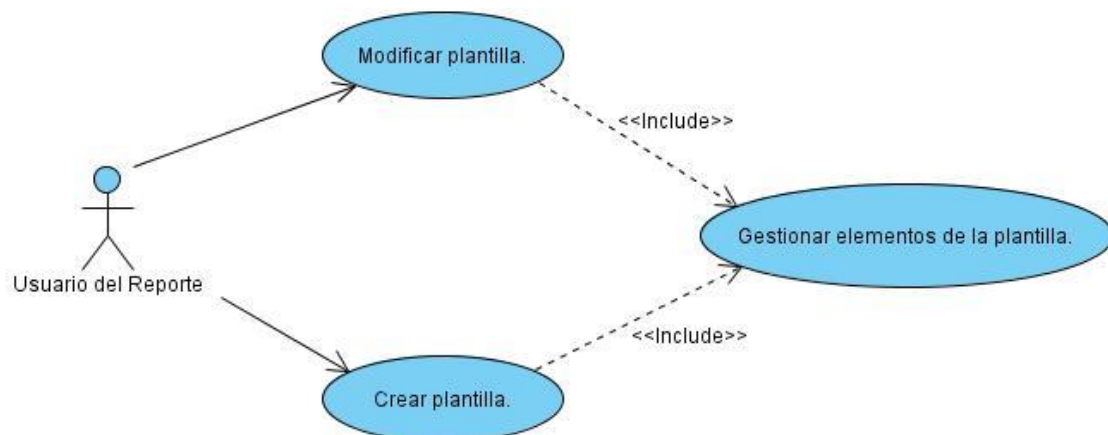 Modificar plantilla.
<<Include>>
Gestionar elementos de la plantilla.
Usuario del Reporte
<<Include>>
Crear plantilla.